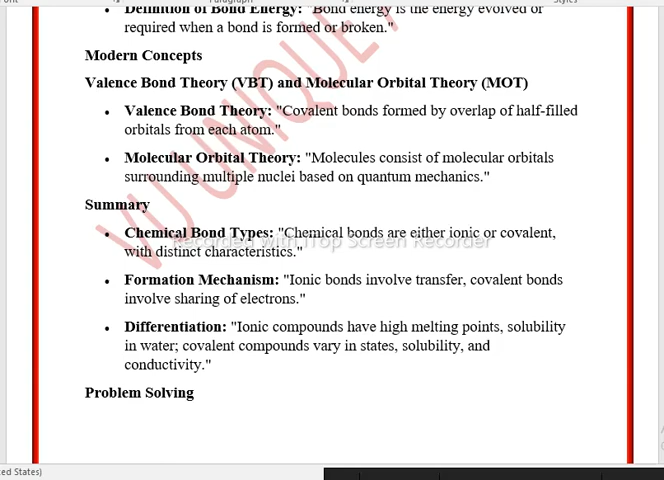 Paragraph
Styles
Definition of Bond Energy: "Bond energy is the energy evolved or
required when a bond is formed or broken."
Modern Concepts
Valence Bond Theory (VBT) and Molecular Orbital Theory (MOT)
• Valence Bond Theory: "Covalent bonds formed by overlap of half-filled
orbitals from each atom."
• Molecular Orbital Theory: "Molecules consist of molecular orbitals
surrounding multiple nuclei based on quantum mechanics."
Summary
• Chemical Bond Types: "Chemical bonds are either ionic or covalent,
Recorded with iTop Screen Recorder
with distinct characteristics."
• Formation Mechanism: "Ionic bonds involve transfer, covalent bonds
involve sharing of electrons."
• Differentiation: "Ionic compounds have high melting points, solubility
in water; covalent compounds vary in states, solubility, and
conductivity."
Problem Solving
VU UNIQUE
ed States)